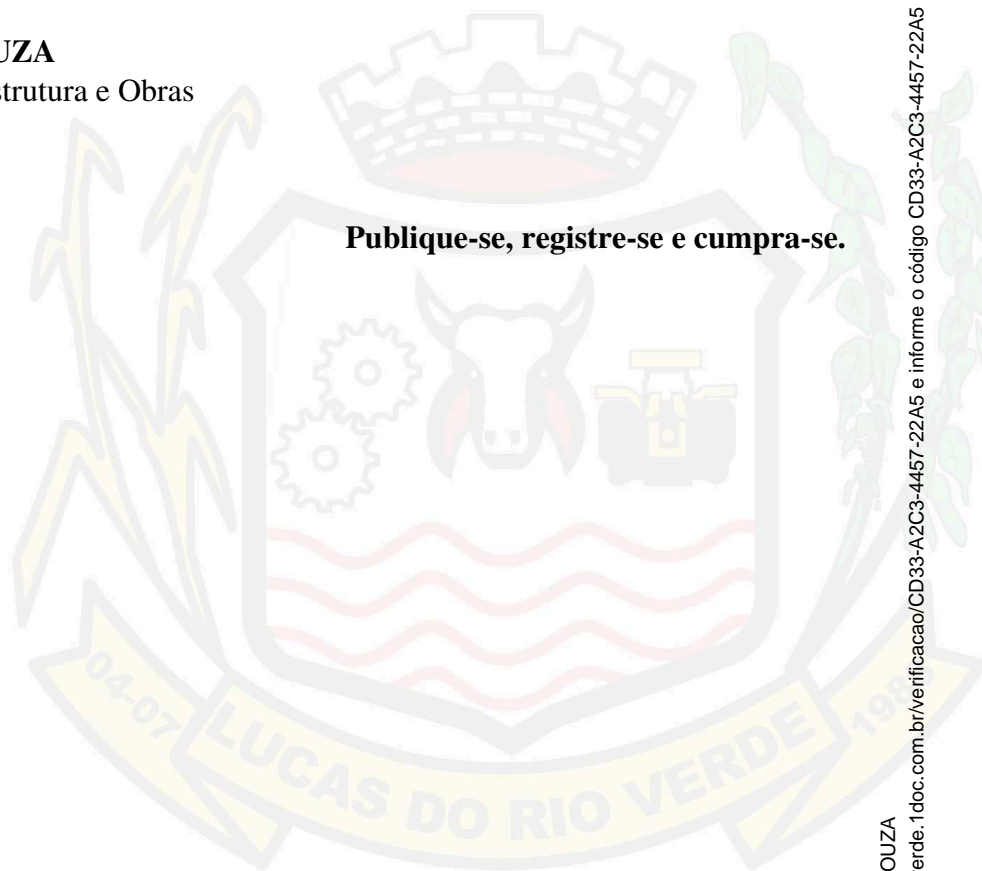 UZA
strutura e Obras
Publique-se, registre-se e cumpra-se.
04-07
LUCAS DO RIO VERDE
1988
OUZA
erde.1doc.com.br/verificacao/CD33-A2C3-4457-22A5 e informe o código CD33-A2C3-4457-22A5